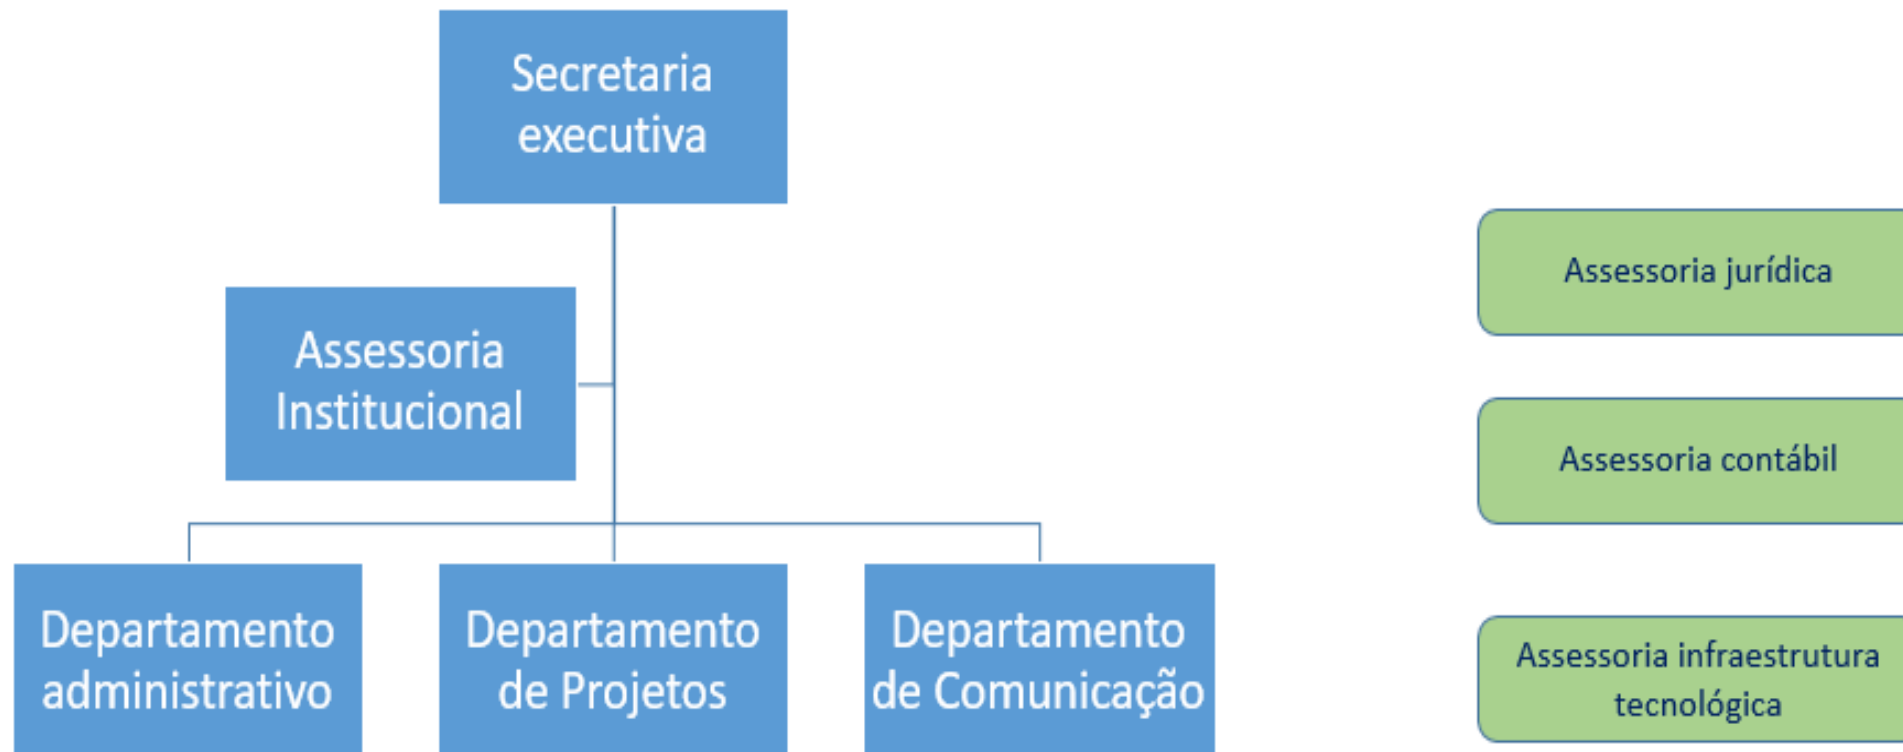 Secretaria
executiva
Assessoria
Institucional
Departamento
administrativo
Departamento
de Projetos
Departamento
de Comunicação
Assessoria jurídica
Assessoria contábil
Assessoria infraestrutura
tecnológica